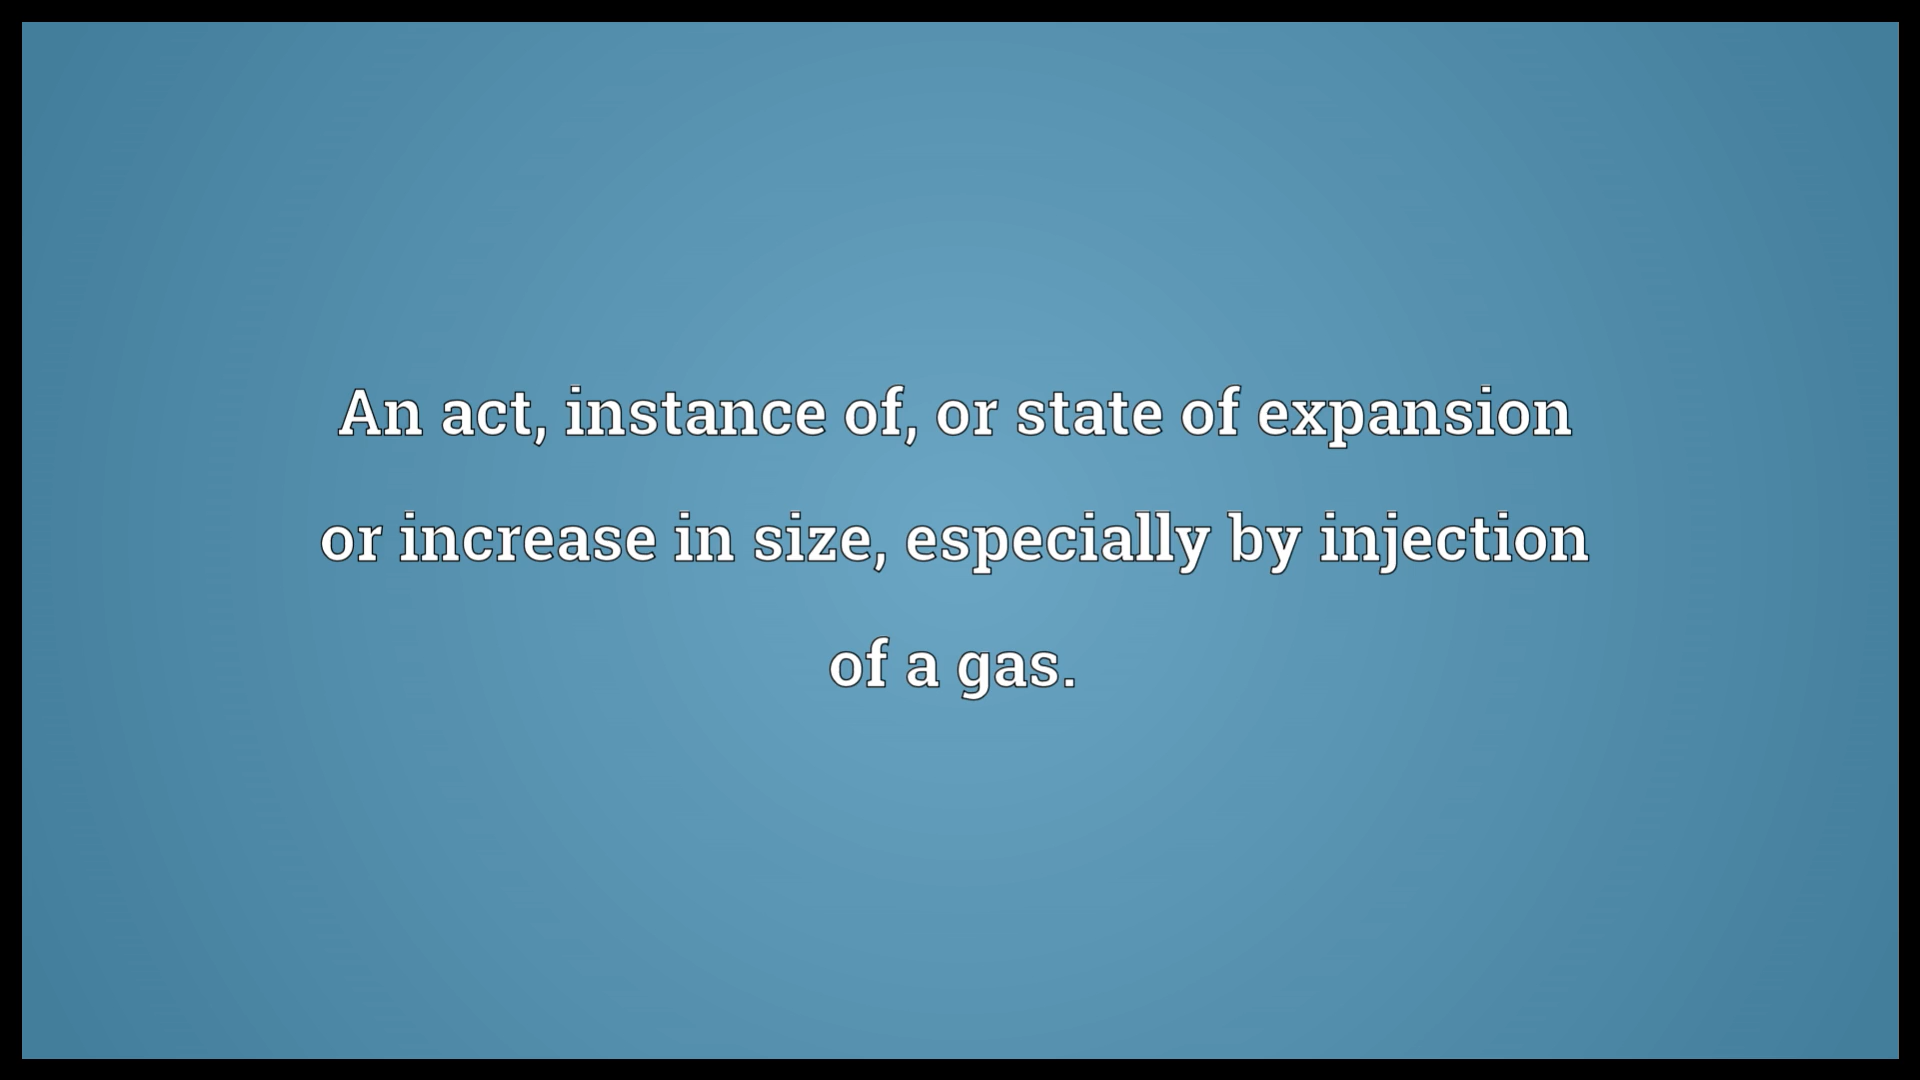 An act, instance of, or state of expansion
or increase in size, especially by injection
of a gas.